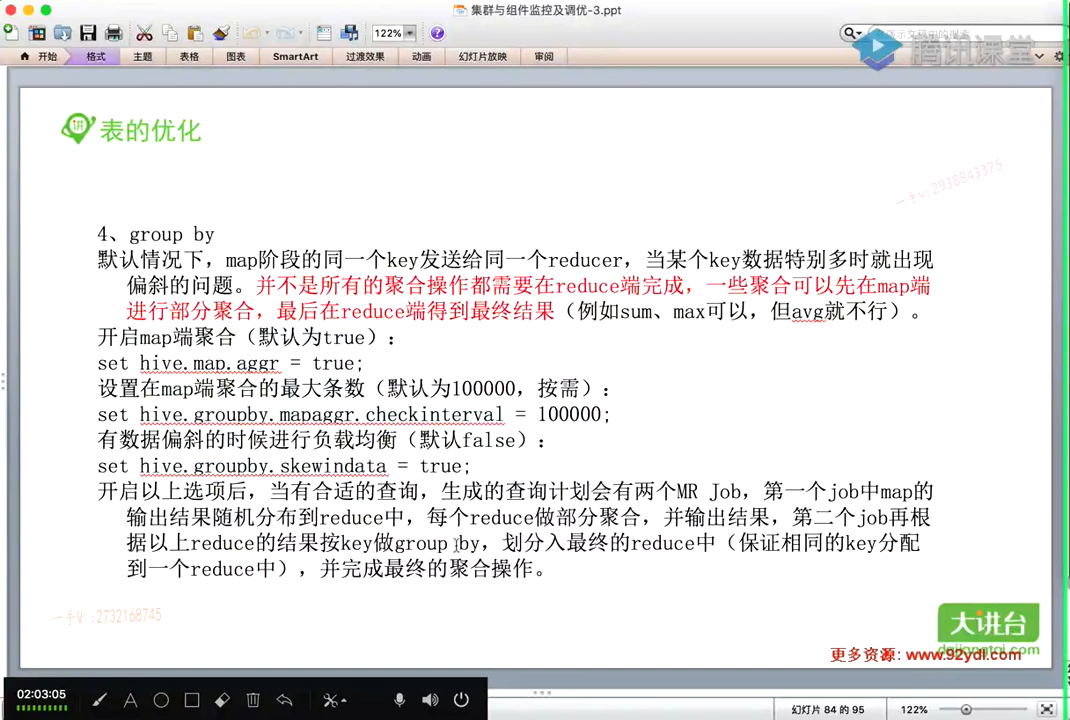 集群与组件监控及调优-3.ppt
122%
开始 格式 主题 表格 图表 SmartArt 过渡效果 动画 幻灯片放映 审阅
腾讯课堂
讲 表的优化
一手v:2938843375
4、group by
默认情况下，map阶段的同一个key发送给同一个reducer，当某个key数据特别多时就出现
偏斜的问题。并不是所有的聚合操作都需要在reduce端完成，一些聚合可以先在map端
进行部分聚合，最后在reduce端得到最终结果（例如sum、max可以，但avg就不行）。
开启map端聚合（默认为true）：
set hive.map.aggr = true;
设置在map端聚合的最大条数（默认为100000，按需）：
set hive.groupby.mapaggr.checkinterval = 100000;
有数据偏斜的时候进行负载均衡（默认false）：
set hive.groupby.skewindata = true;
开启以上选项后，当有合适的查询，生成的查询计划会有两个MR Job，第一个job中map的
输出结果随机分布到reduce中，每个reduce做部分聚合，并输出结果，第二个job再根
据以上reduce的结果按key做group by，划分入最终的reduce中（保证相同的key分配
到一个reduce中），并完成最终的聚合操作。
一手V :2732168745
大讲台
dajiangtai.com
更多资源: www.92ydl.com
02:03:05
幻灯片 84 的 95
122%